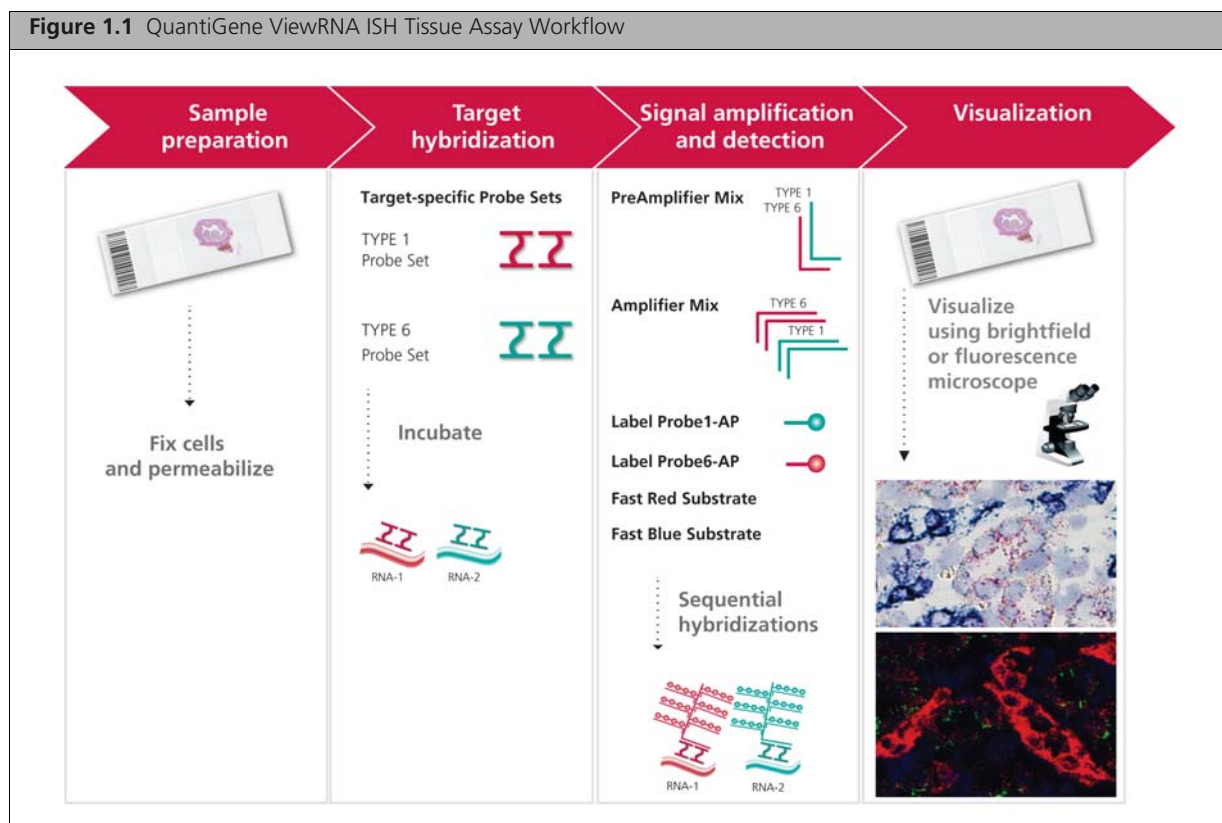 Figure 1.1 QuantiGene ViewRNA ISH Tissue Assay Workflow
Sample
preparation
Target
hybridization
Signal amplification
and detection
Visualization
Fix cells
and permeabilize
Target-specific Probe Sets
TYPE 1
Probe Set
TYPE 6
Probe Set
Incubate
RNA-1
RNA-2
PreAmplifier Mix
TYPE 1
TYPE 6
Amplifier Mix
TYPE 6
TYPE 1
Label Probe1-AP
Label Probe6-AP
Fast Red Substrate
Fast Blue Substrate
Sequential
hybridizations
RNA-1
RNA-2
Visualize
using brightfield
or fluorescence
microscope